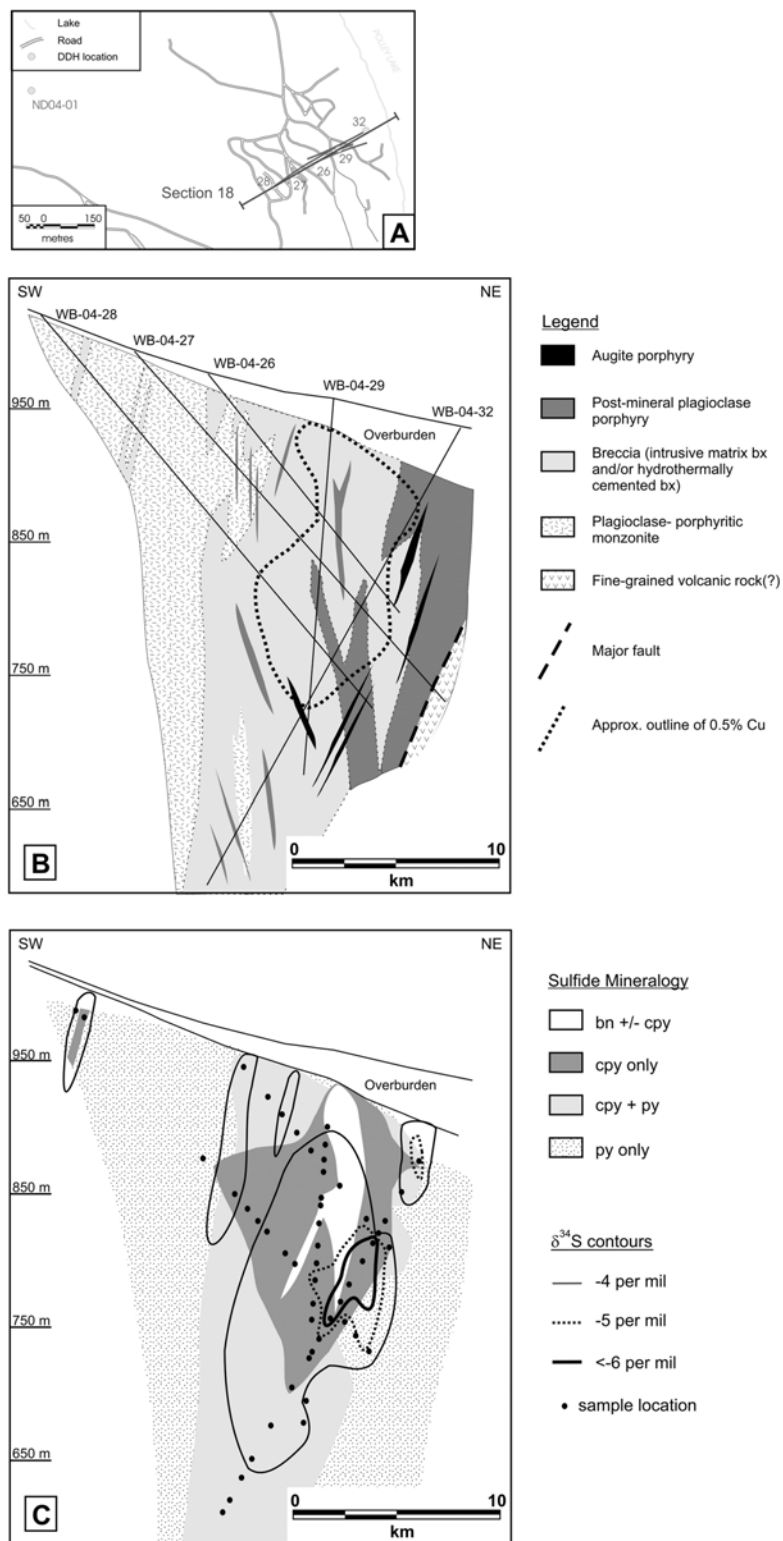 Lake
Road
DDH location
ND04-01
POLLEY LAKE
32
29
26
27
28
Section 18
50 0 150
metres
A
SW
NE
WB-04-28
WB-04-27
WB-04-26
WB-04-29
WB-04-32
Overburden
950 m
850 m
750 m
650 m
0 10
km
B
Legend
Augite porphyry
Post-mineral plagioclase
porphyry
Breccia (intrusive matrix bx
and/or hydrothermally
cemented bx)
Plagioclase- porphyritic
monzonite
Fine-grained volcanic rock(?)
Major fault
Approx. outline of 0.5% Cu
SW
NE
Overburden
950 m
850 m
750 m
650 m
0 10
km
C
Sulfide Mineralogy
bn +/- cpy
cpy only
cpy + py
py only
δ³⁴S contours
-4 per mil
-5 per mil
<-6 per mil
sample location